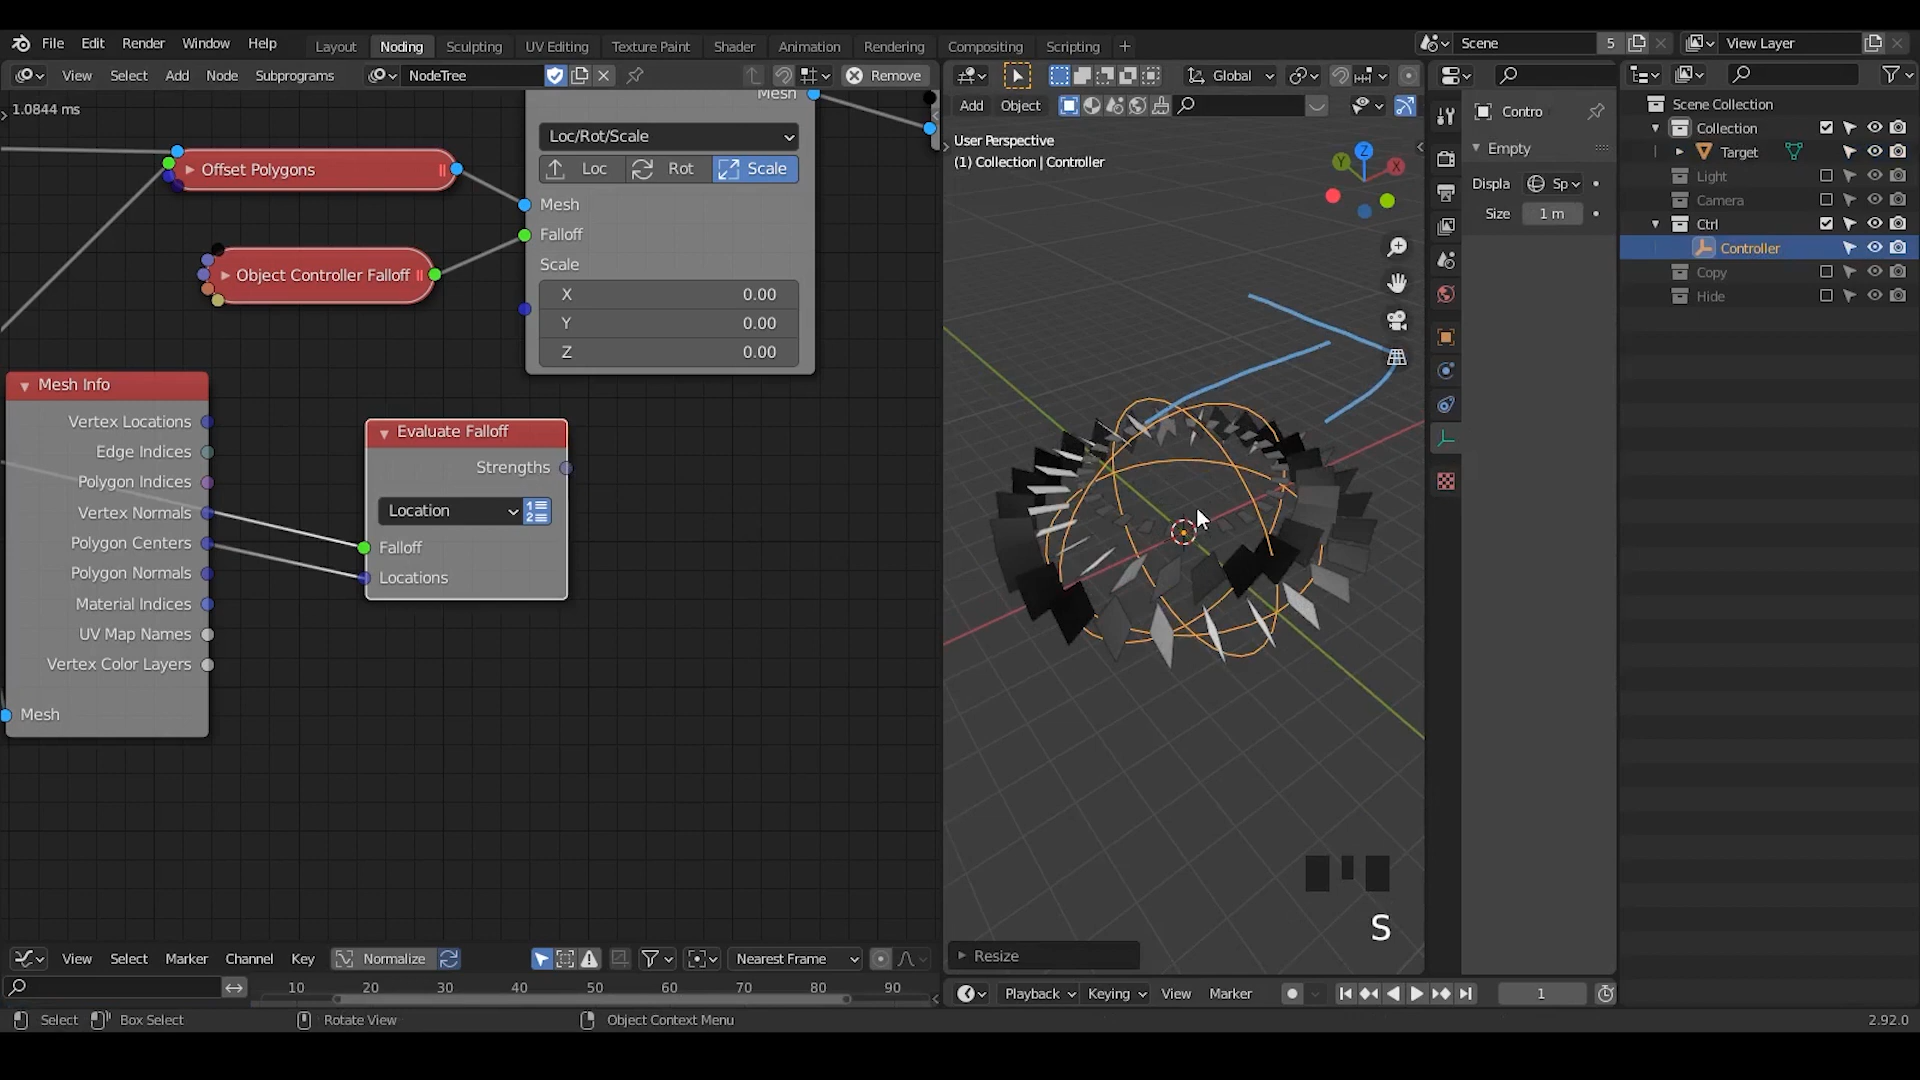 File Edit Render Window Help
Layout Noding Sculpting UV Editing Texture Paint Shader Animation Rendering Compositing Scripting
Scene 5 View Layer
View Select Add Node Subprograms NodeTree Remove
Global
1.0844 ms
Add Object
User Perspective
(1) Collection | Controller
Mesh
Loc/Rot/Scale
Loc Rot Scale
Mesh
Falloff
Scale
X 0.00
Y 0.00
Z 0.00
Offset Polygons
Object Controller Falloff
Mesh Info
Vertex Locations
Edge Indices
Polygon Indices
Vertex Normals
Polygon Centers
Polygon Normals
Material Indices
UV Map Names
Vertex Color Layers
Mesh
Evaluate Falloff
Strengths
Location
Falloff
Locations
Y Z X
S
Resize
Contro
Empty
Displa Sp
Size 1 m
Scene Collection
Collection
Target
Light
Camera
Ctrl
Controller
Copy
Hide
View Select Marker Channel Key Normalize Nearest Frame
10 20 30 40 50 60 70 80 90
Playback Keying View Marker 1
Select Box Select Rotate View Object Context Menu 2.92.0